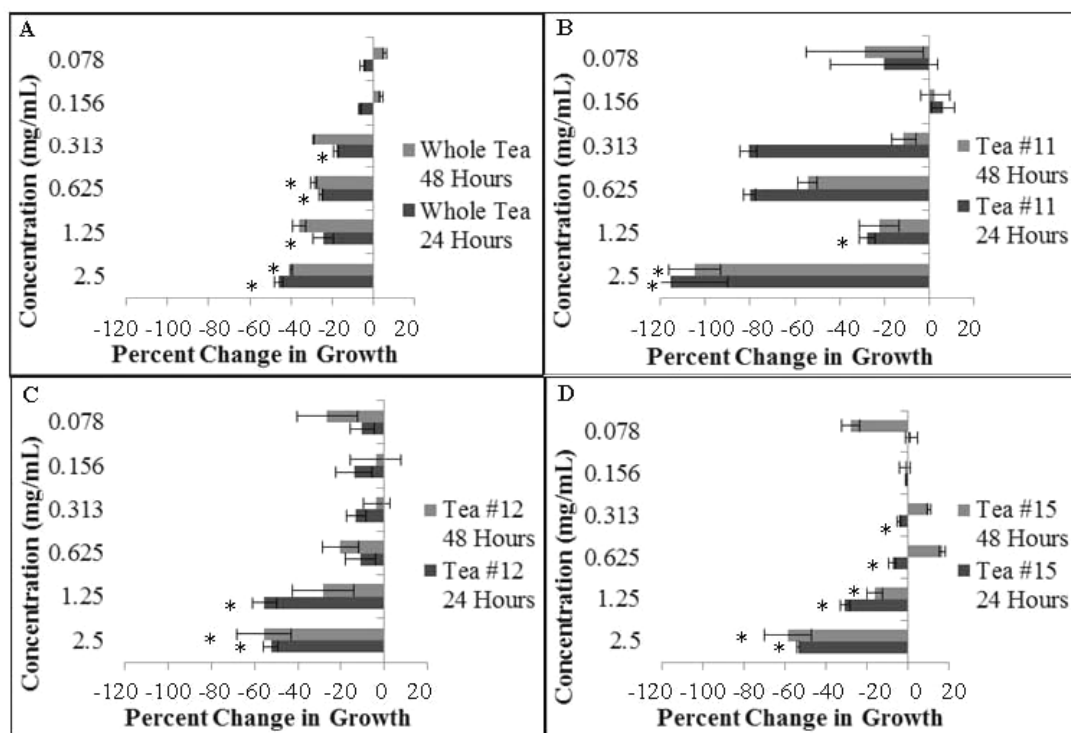 A
Concentration (mg/mL)
0.078
0.156
0.313
*
0.625
*
*
1.25
*
2.5
*
*
-120 -100 -80 -60 -40 -20 0 20
Percent Change in Growth
Whole Tea
48 Hours
Whole Tea
24 Hours
B
Concentration (mg/mL)
0.078
0.156
0.313
0.625
1.25
*
2.5
*
*
-120 -100 -80 -60 -40 -20 0 20
Percent Change in Growth
Tea #11
48 Hours
Tea #11
24 Hours
C
Concentration (mg/mL)
0.078
0.156
0.313
0.625
1.25
*
2.5
*
*
-120 -100 -80 -60 -40 -20 0 20
Percent Change in Growth
Tea #12
48 Hours
Tea #12
24 Hours
D
Concentration (mg/mL)
0.078
0.156
0.313
*
0.625
*
1.25
*
*
2.5
*
*
-120 -100 -80 -60 -40 -20 0 20
Percent Change in Growth
Tea #15
48 Hours
Tea #15
24 Hours